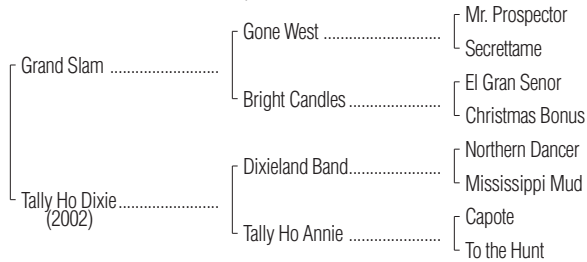 Mr. Prospector
Gone West ........................
Secrettame
Grand Slam ......................
El Gran Senor
Bright Candles...................
Christmas Bonus
Northern Dancer
Dixieland Band...................
Mississippi Mud
Tally Ho Dixie....................
(2002)
Capote
Tally Ho Annie ...................
To the Hunt